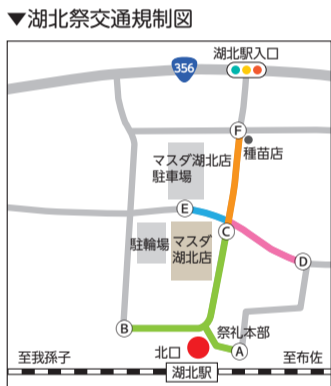 ▼湖北祭交通規制図
湖北駅入口
356
F
種苗店
マスダ湖北店
駐車場
E
C
駐輪場
マスダ
湖北店
D
B
祭礼本部
北口
A
至我孫子
至布佐
湖北駅